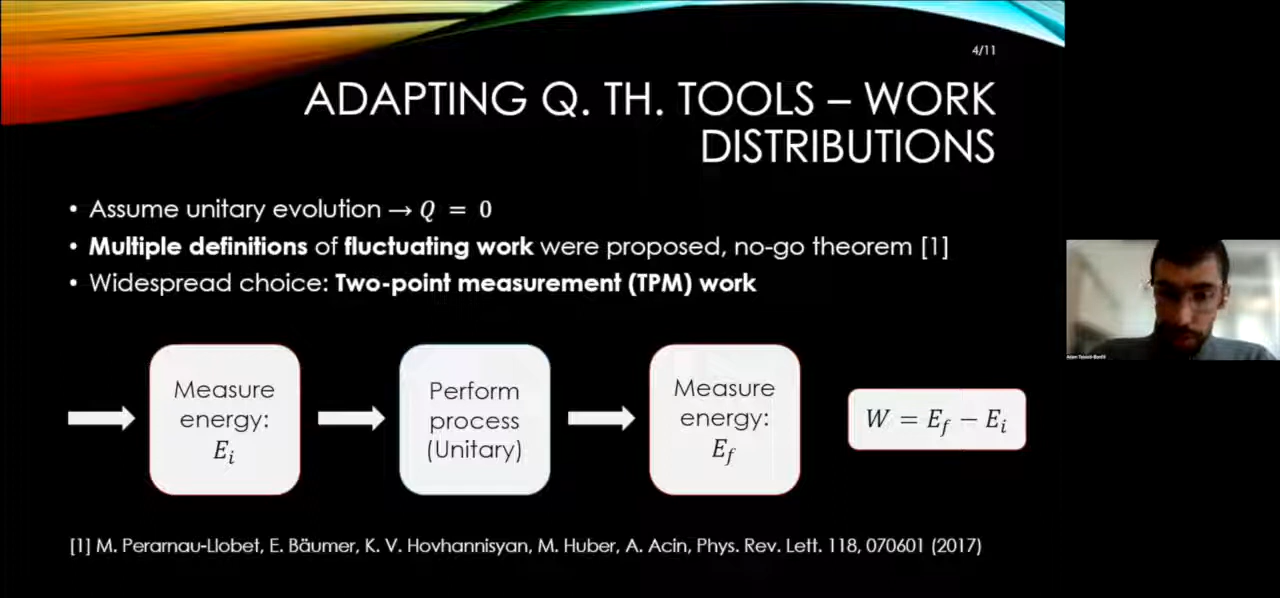 4/11
ADAPTING Q. TH. TOOLS – WORK
DISTRIBUTIONS
• Assume unitary evolution → Q = 0
• Multiple definitions of fluctuating work were proposed, no-go theorem [1]
• Widespread choice: Two-point measurement (TPM) work
Measure
energy:
E_i
Perform
process
(Unitary)
Measure
energy:
E_f
W = E_f − E_i
[1] M. Perarnau-Llobet, E. Bäumer, K. V. Hovhannisyan, M. Huber, A. Acin, Phys. Rev. Lett. 118, 070601 (2017)